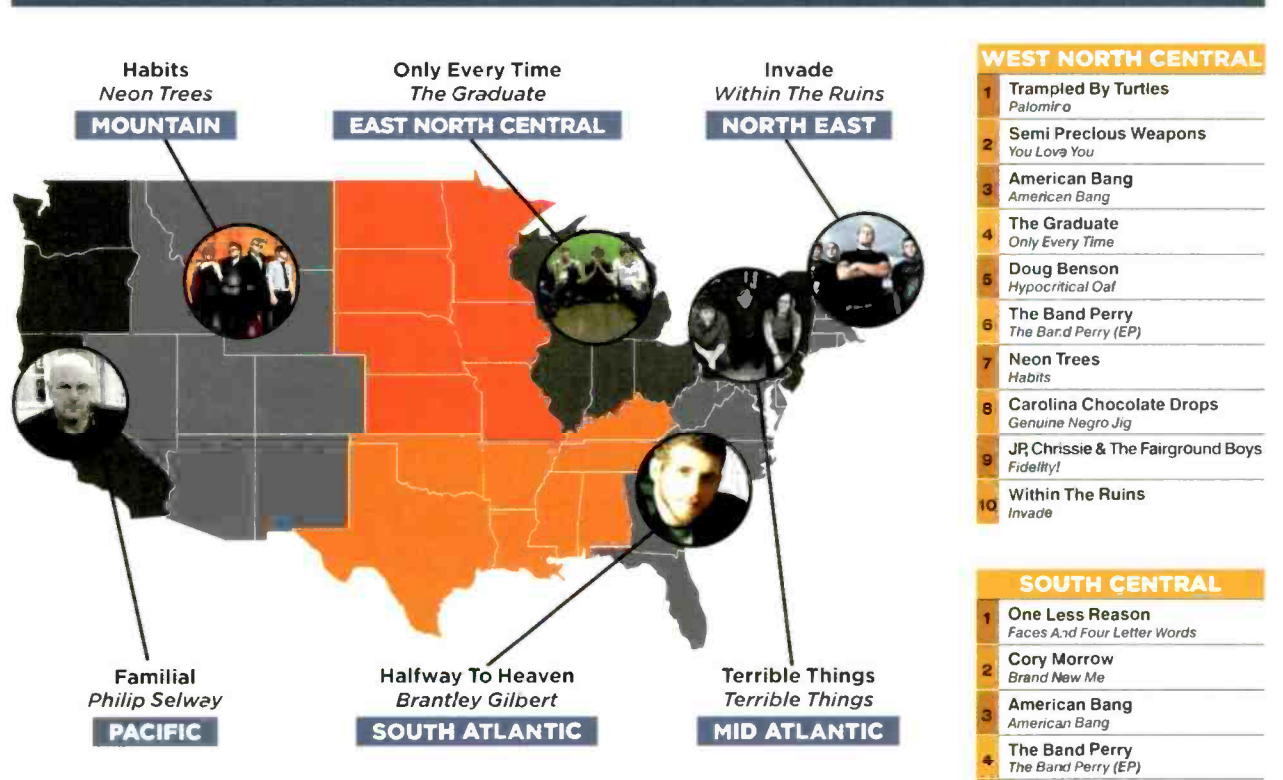 Habits
Neon Trees
MOUNTAIN
Only Every Time
The Graduate
EAST NORTH CENTRAL
Invade
Within The Ruins
NORTH EAST
Familial
Philip Selway
PACIFIC
Halfway To Heaven
Brantley Gilbert
SOUTH ATLANTIC
Terrible Things
Terrible Things
MID ATLANTIC
WEST NORTH CENTRAL
1 Trampled By Turtles
Palomino
2 Semi Precious Weapons
You Love You
3 American Bang
American Bang
4 The Graduate
Only Every Time
5 Doug Benson
Hypocritical Oaf
6 The Band Perry
The Band Perry (EP)
7 Neon Trees
Habits
8 Carolina Chocolate Drops
Genuine Negro Jig
9 JP, Chrissie & The Fairground Boys
Fidelity!
10 Within The Ruins
Invade
SOUTH CENTRAL
1 One Less Reason
Faces And Four Letter Words
2 Cory Morrow
Brand New Me
3 American Bang
American Bang
4 The Band Perry
The Band Perry (EP)